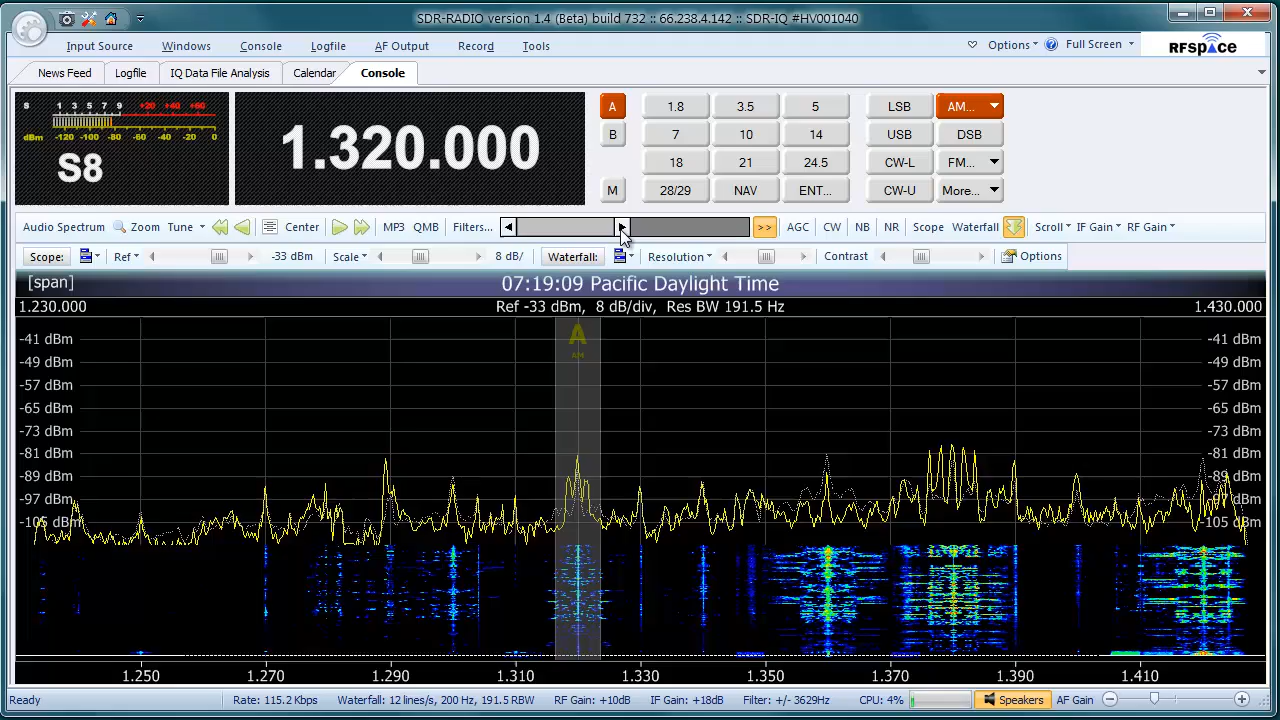 SDR-RADIO version 1.4 (Beta) build 732 :: 66.238.4.142 :: SDR-IQ #HV001040
Input Source Windows Console Logfile AF Output Record Tools Options Full Screen
RFSPACE
News Feed Logfile IQ Data File Analysis Calendar Console
S 1 3 5 7 9 +20 +40 +60
dBm -120 -100 -80 -60 -40 -20 0
S8
1.320.000
A 1.8 3.5 5 LSB AM...
B 7 10 14 USB DSB
18 21 24.5 CW-L FM...
M 28/29 NAV ENT... CW-U More...
Audio Spectrum Zoom Tune Cent MP3 QMB Filters... >> AGC CW NB NR Scope Waterfall Scroll IF Gain RF Gain
Scope: Ref -33 dBm Scale 8 dB/ Waterfall: Resolution Contrast Options
[span] 07:19:09 Pacific Daylight Time
1.230.000 Ref -33 dBm, 8 dB/div, Res BW 191.5 Hz 1.430.000
A
AM
-41 dBm -41 dBm
-49 dBm -49 dBm
-57 dBm -57 dBm
-65 dBm -65 dBm
-73 dBm -73 dBm
-81 dBm -81 dBm
-89 dBm -89 dBm
-97 dBm -97 dBm
-105 dBm -105 dBm
1.250 1.270 1.290 1.310 1.330 1.350 1.370 1.390 1.410
Ready Rate: 115.2 Kbps Waterfall: 12 lines/s, 200 Hz, 191.5 RBW RF Gain: +10dB IF Gain: +18dB Filter: +/- 3629Hz CPU: 4% Speakers AF Gain